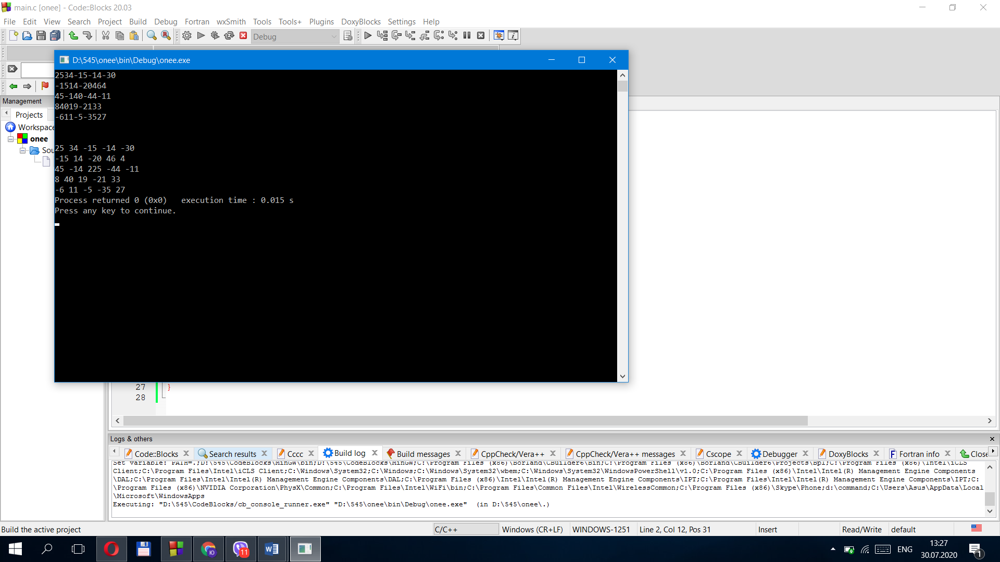 main.c [onee] - Code::Blocks 20.03
File Edit View Search Project Build Debug Fortran wxSmith Tools Tools+ Plugins DoxyBlocks Settings Help
Debug
D:\545\onee\bin\Debug\onee.exe
2534-15-14-30
-1514-20464
45-140-44-11
84019-2133
-611-5-3527
25 34 -15 -14 -30
-15 14 -20 46 4
45 -14 225 -44 -11
8 40 19 -21 33
-6 11 -5 -35 27
Process returned 0 (0x0)   execution time : 0.015 s
Press any key to continue.
Management
Projects
Workspace
onee
Sou
27 }
28
Logs & others
Code::Blocks Search results Cccc Build log Build messages CppCheck/Vera++ CppCheck/Vera++ messages Cscope Debugger DoxyBlocks Fortran info Close
Set variable: PATH=.;D:\545\CodeBlocks\MinGW\bin;D:\545\CodeBlocks\MinGW;C:\Program Files (x86)\Borland\CBuilder6\Bin;C:\Program Files (x86)\Borland\CBuilder6\Projects\Bpl;C:\Program Files (x86)\Intel\iCLS
Client;C:\Program Files\Intel\iCLS Client;C:\Windows\System32;C:\Windows;C:\Windows\System32\wbem;C:\Windows\System32\WindowsPowerShell\v1.0;C:\Program Files (x86)\Intel\Intel(R) Management Engine Components
\DAL;C:\Program Files\Intel\Intel(R) Management Engine Components\DAL;C:\Program Files (x86)\Intel\Intel(R) Management Engine Components\IPT;C:\Program Files\Intel\Intel(R) Management Engine Components\IPT;C:
\Program Files (x86)\NVIDIA Corporation\PhysX\Common;C:\Program Files\Intel\WiFi\bin;C:\Program Files\Common Files\Intel\WirelessCommon;C:\Program Files (x86)\Skype\Phone;d:\command;C:\Users\Asus\AppData\Local
\Microsoft\WindowsApps
Executing: "D:\545\CodeBlocks/cb_console_runner.exe" "D:\545\onee\bin\Debug\onee.exe"  (in D:\545\onee\.)
Build the active project C/C++ Windows (CR+LF) WINDOWS-1251 Line 2, Col 12, Pos 31 Insert Read/Write default
11
ENG
13:27
30.07.2020
1